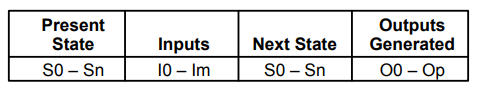 Present State Inputs Next State Outputs Generated
S0 – Sn I0 – Im S0 – Sn O0 – Op